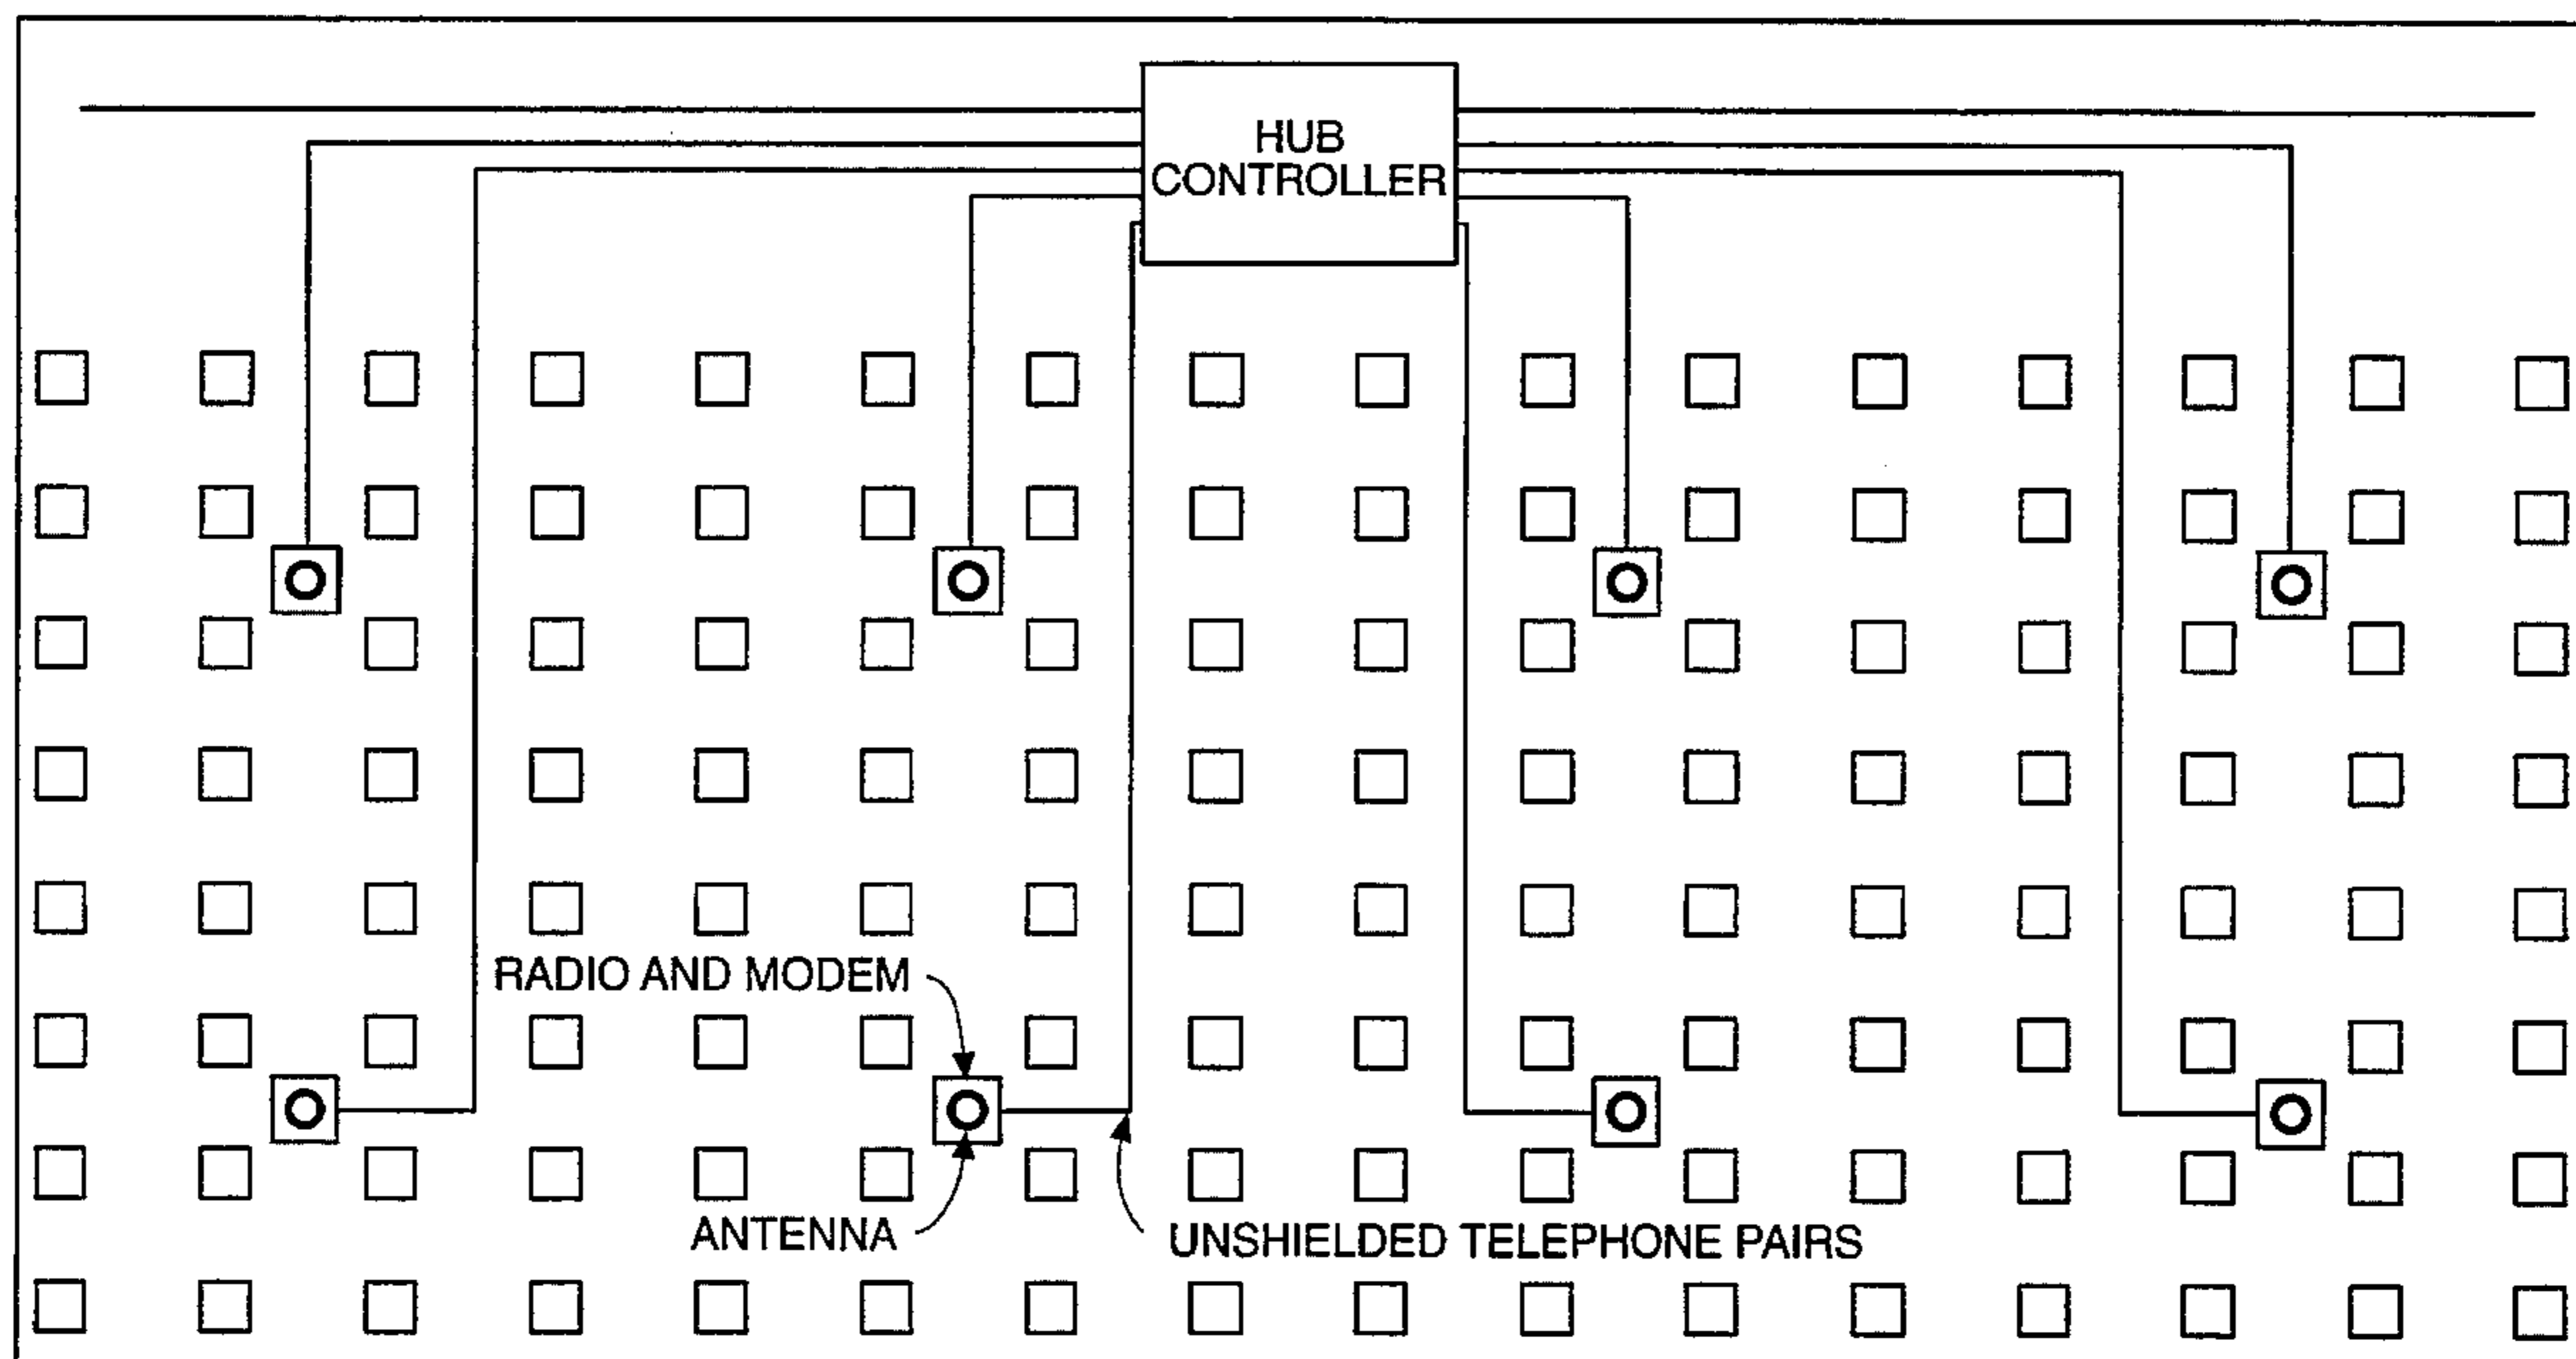 HUB
CONTROLLER
RADIO AND MODEM
ANTENNA
UNSHIELDED TELEPHONE PAIRS